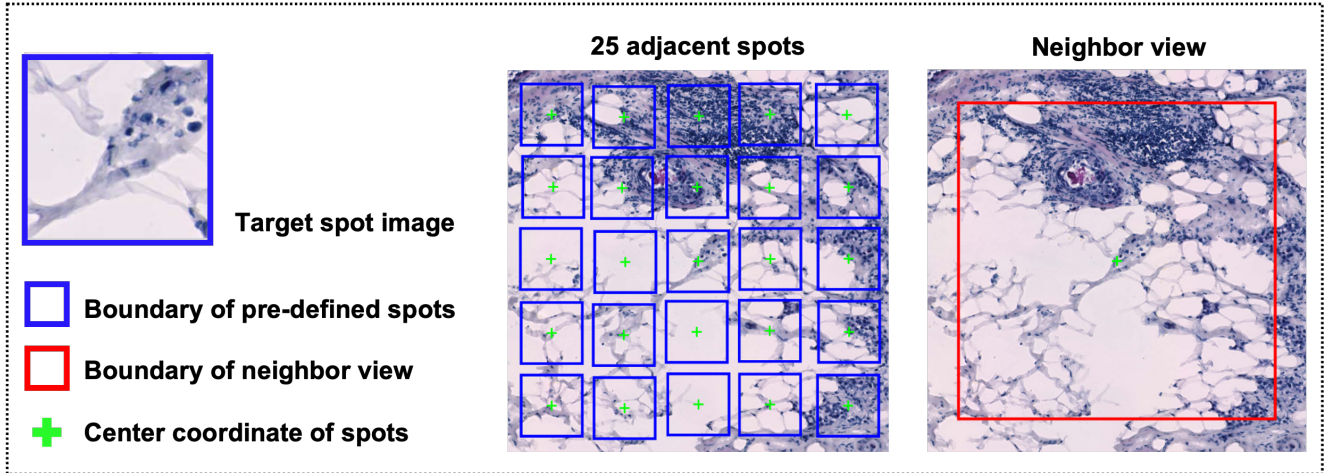 25 adjacent spots
Neighbor view
Target spot image
Boundary of pre-defined spots
Boundary of neighbor view
Center coordinate of spots